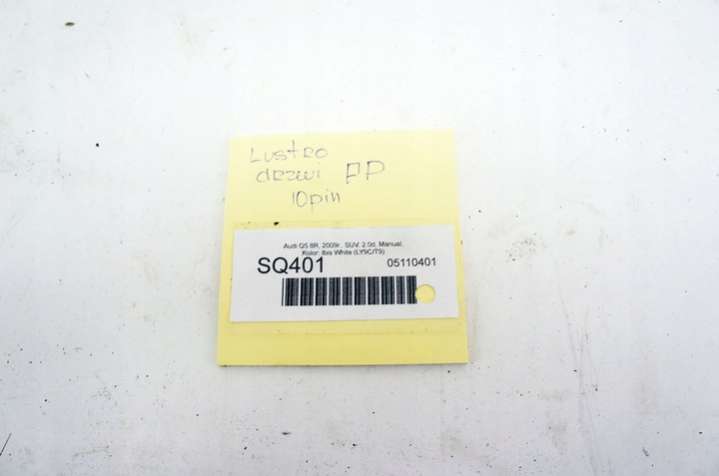 Lustro
drzwi PP
10pin
Audi Q5 8R, 2009r., SUV, 2.0d, Manual,
Kolor: Ibis White (LY9C/T9)
SQ401 05110401